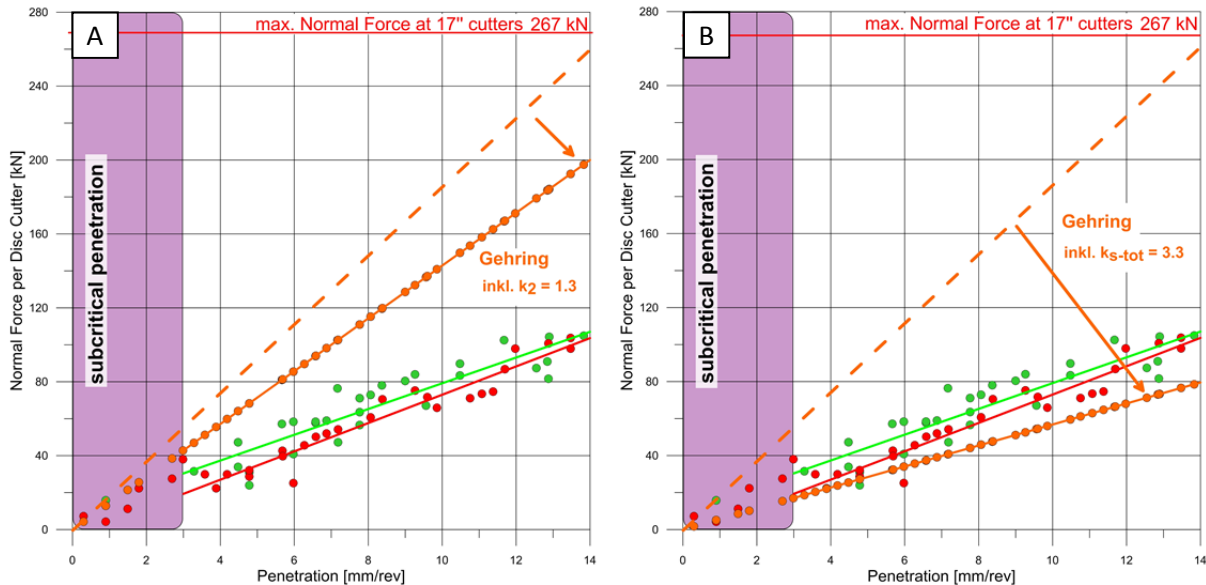 A
max. Normal Force at 17" cutters 267 kN
Normal Force per Disc Cutter [kN]
280
240
200
160
120
80
40
0
subcritical penetration
Gehring
inkl. k2 = 1.3
0 2 4 6 8 10 12 14
Penetration [mm/rev]
B
max. Normal Force at 17" cutters 267 kN
Normal Force per Disc Cutter [kN]
280
240
200
160
120
80
40
0
subcritical penetration
Gehring
inkl. ks-tot = 3.3
0 2 4 6 8 10 12 14
Penetration [mm/rev]